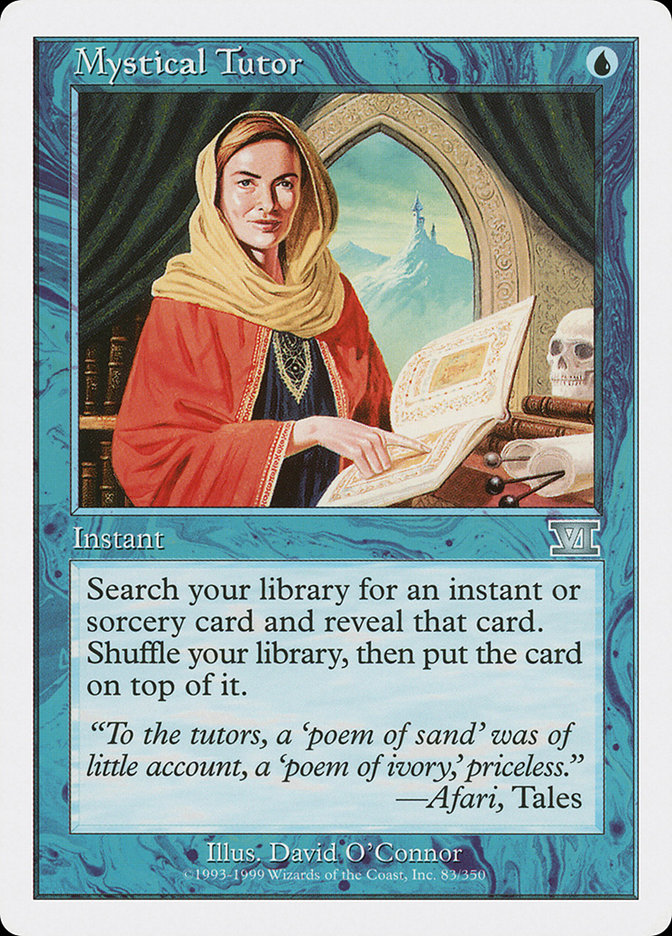 Mystical Tutor
Instant
VI
Search your library for an instant or
sorcery card and reveal that card.
Shuffle your library, then put the card
on top of it.
“To the tutors, a ‘poem of sand’ was of
little account, a ‘poem of ivory,’ priceless.”
—Afari, Tales
Illus. David O’Connor
©1993-1999 Wizards of the Coast, Inc. 83/350